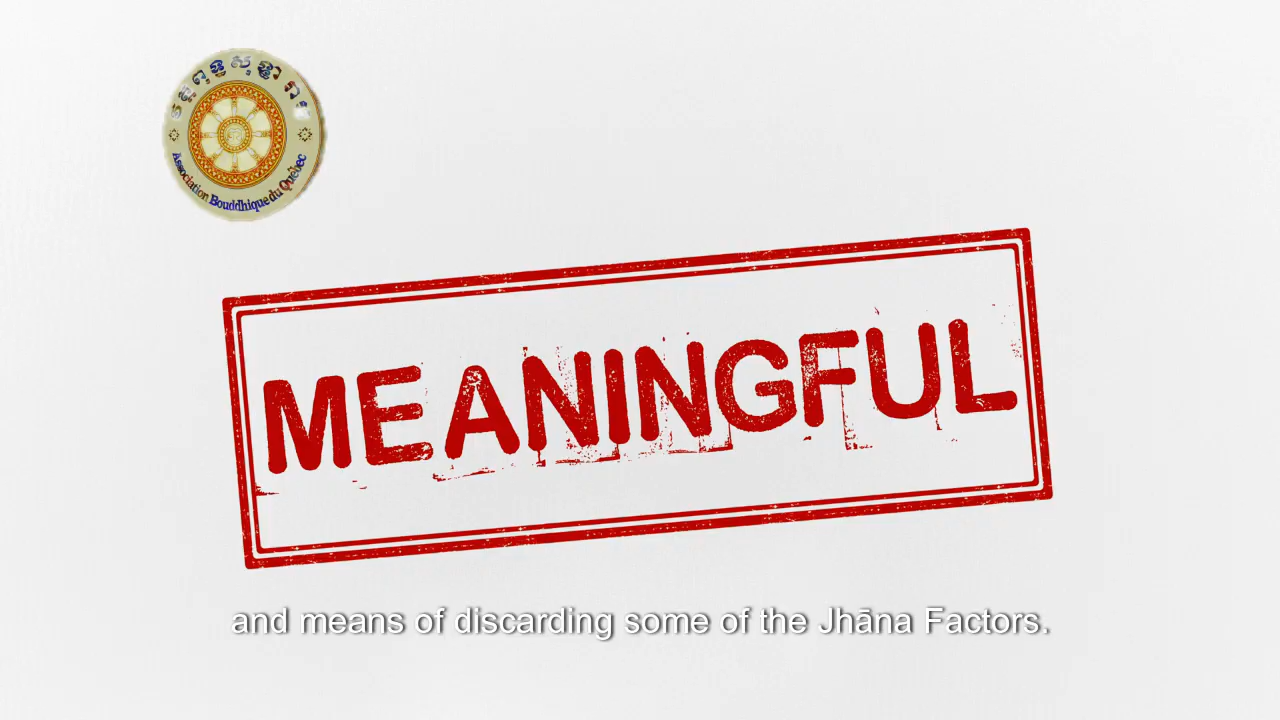 Association Bouddhique du Québec
MEANINGFUL
and means of discarding some of the Jhāna Factors.